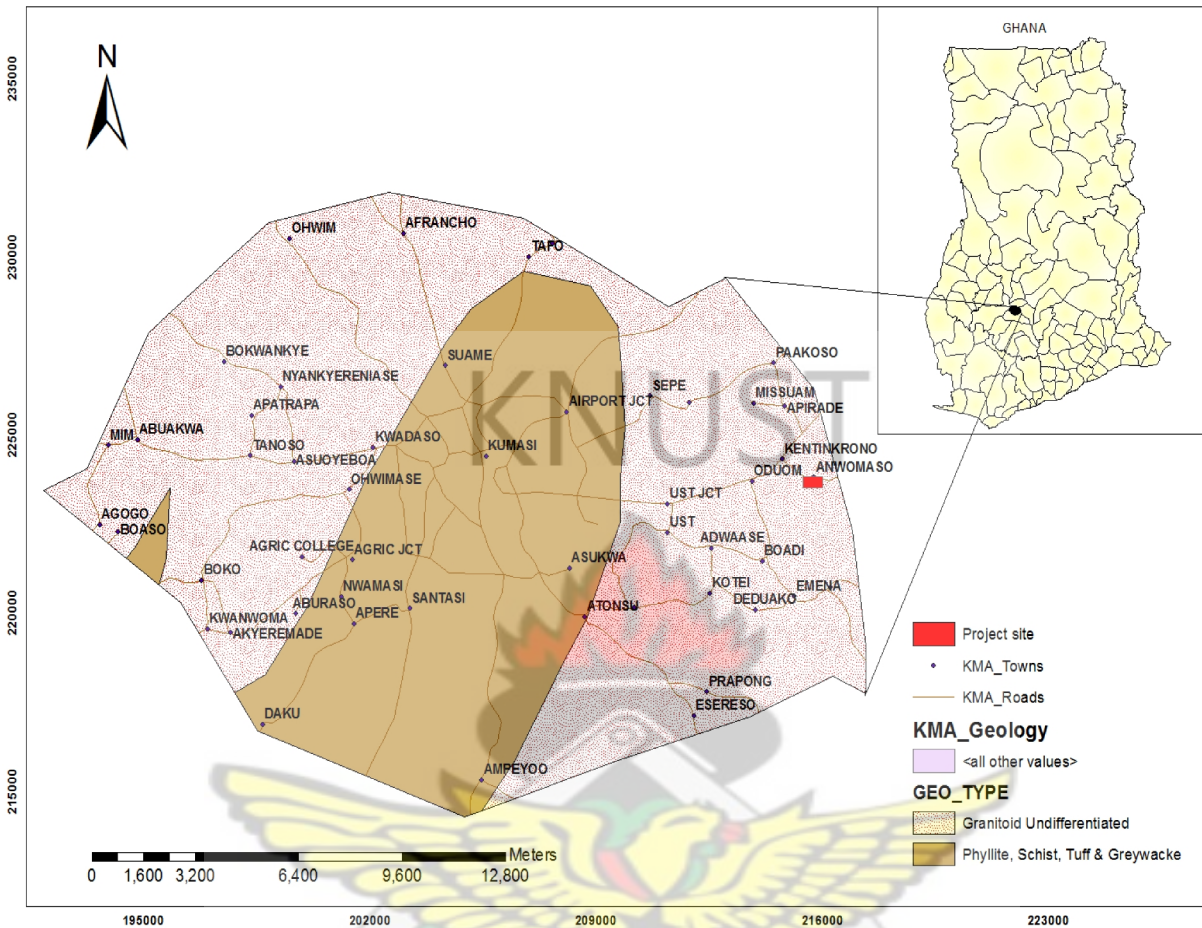 GHANA
N
235000
230000
225000
220000
215000
OHWIM
AFRANCHO
TAFO
BOKWANKYE
SUAME
PAAKOSO
NYANKYERENIASE
SEPE
MISSUAM
APATRAPA
AIRPORT JCT
APIRADE
KNUST
MIM
ABUAKWA
KWADASO
KUMASI
KENTINKRONO
TANOSO
ASUOYEBOA
ODUOM
ANWOMASO
OHWIMASE
UST JCT
AGOGO
BOASO
UST
ADWAASE
AGRIC COLLEGE
AGRIC JCT
ASUKWA
BOADI
BOKO
NWAMASI
KOTEI
EMENA
ABURASO
SANTASI
DEDUAKO
KWANWOMA
APERE
ATONSU
AKYEREMADE
PRAPONG
DAKU
ESERESO
AMPEYOO
Project site
KMA_Towns
KMA_Roads
KMA_Geology
<all other values>
GEO_TYPE
Granitoid Undifferentiated
Phyllite, Schist, Tuff & Greywacke
Meters
0 1,600 3,200 6,400 9,600 12,800
195000 202000 209000 216000 223000